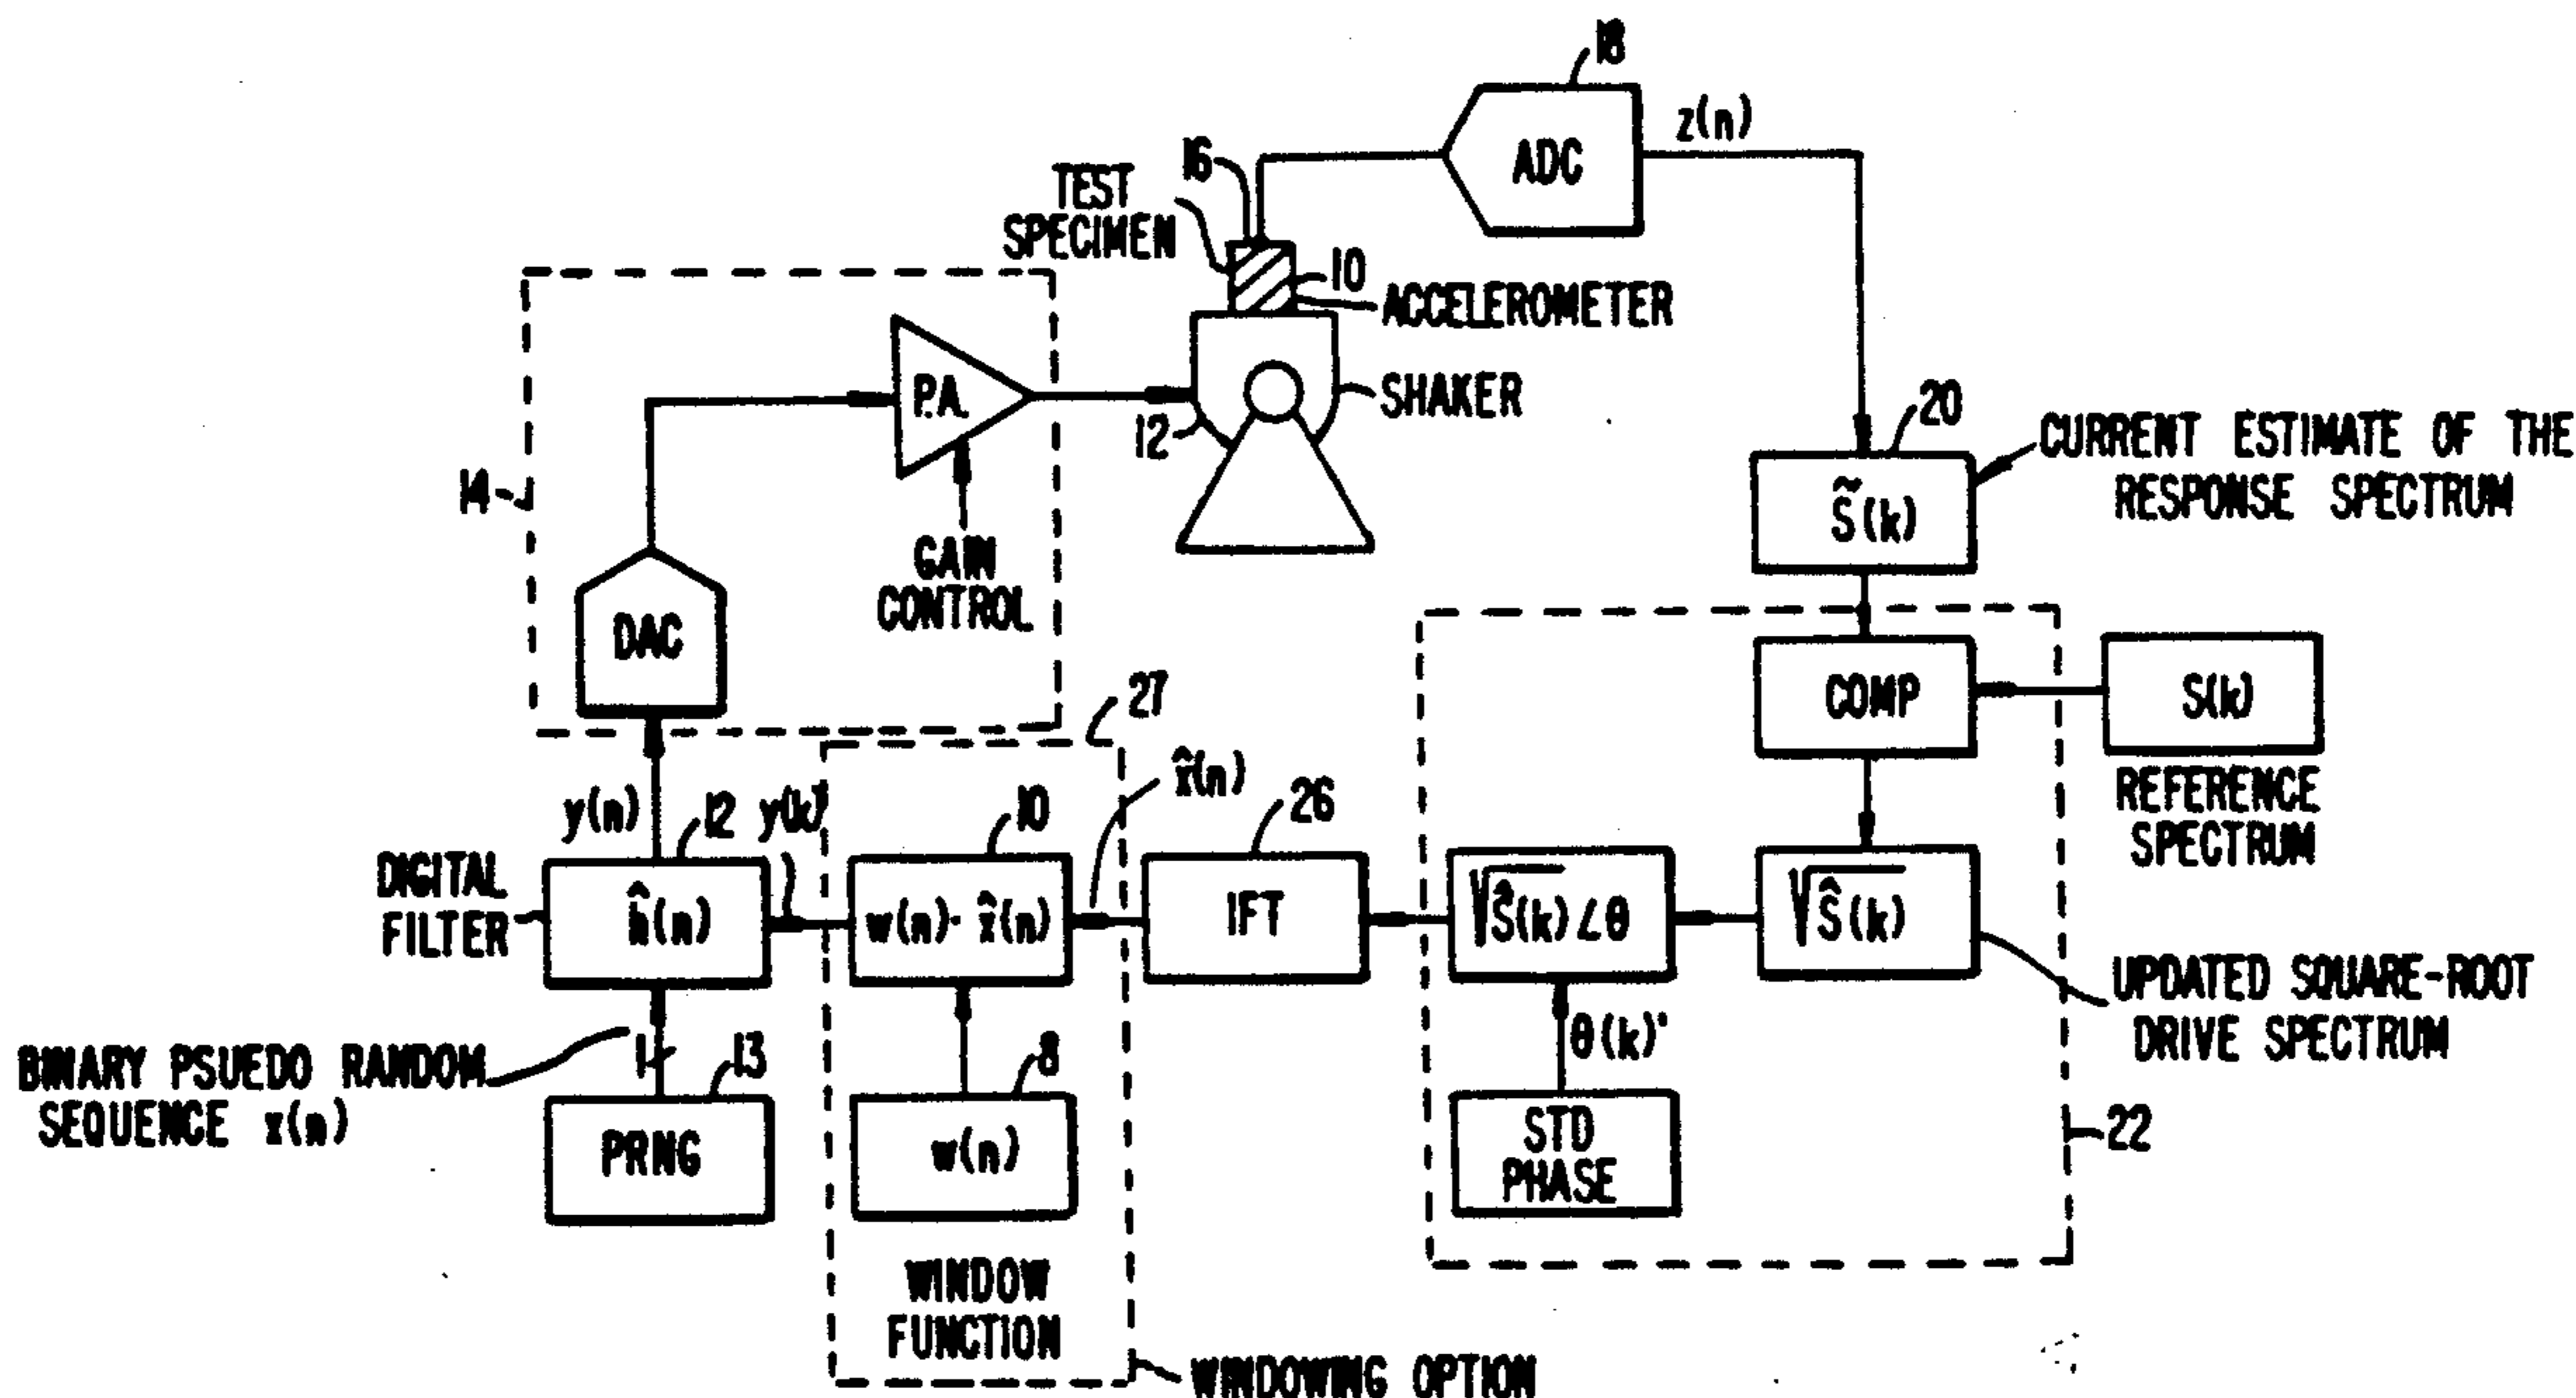 18
ADC
z(n)
16
TEST
SPECIMEN
10
ACCELEROMETER
SHAKER
12
P.A.
GAIN
CONTROL
14
DAC
20
S̃(k)
CURRENT ESTIMATE OF THE
RESPONSE SPECTRUM
COMP
S(k)
REFERENCE
SPECTRUM
27
x̂(n)
y(n)
12
y(k)'
10
26
DIGITAL
FILTER
ĥ(n)
w(n)· x̂(n)
IFT
√Ŝ(k) ∠θ
√Ŝ(k)
UPDATED SQUARE-ROOT
DRIVE SPECTRUM
BINARY PSUEDO RANDOM
SEQUENCE x(n)
1
13
PRNG
8
w(n)
θ(k)'
STD
PHASE
22
WINDOW
FUNCTION
WINDOWING OPTION